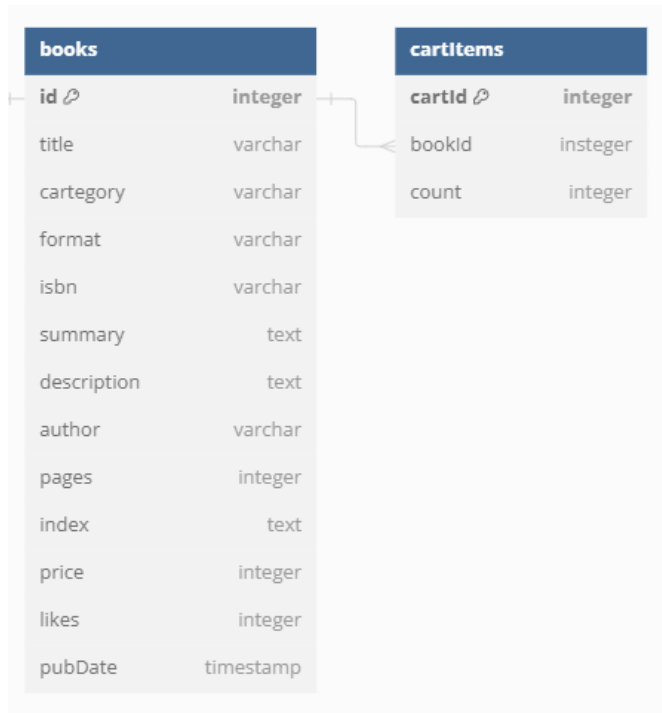 books
id integer
title varchar
cartegory varchar
format varchar
isbn varchar
summary text
description text
author varchar
pages integer
index text
price integer
likes integer
pubDate timestamp
cartItems
cartId integer
bookId insteger
count integer